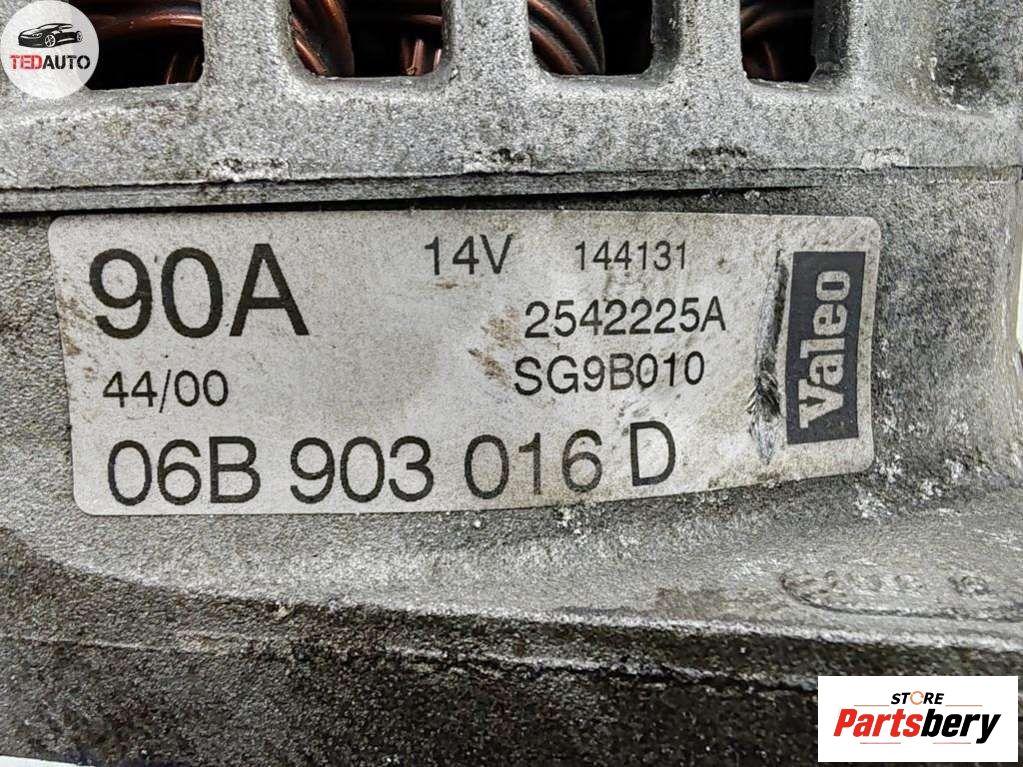 TEDAUTO
90A 14V 144131
2542225A
44/00 SG9B010
06B 903 016 D
Valeo
STORE
Partsbery